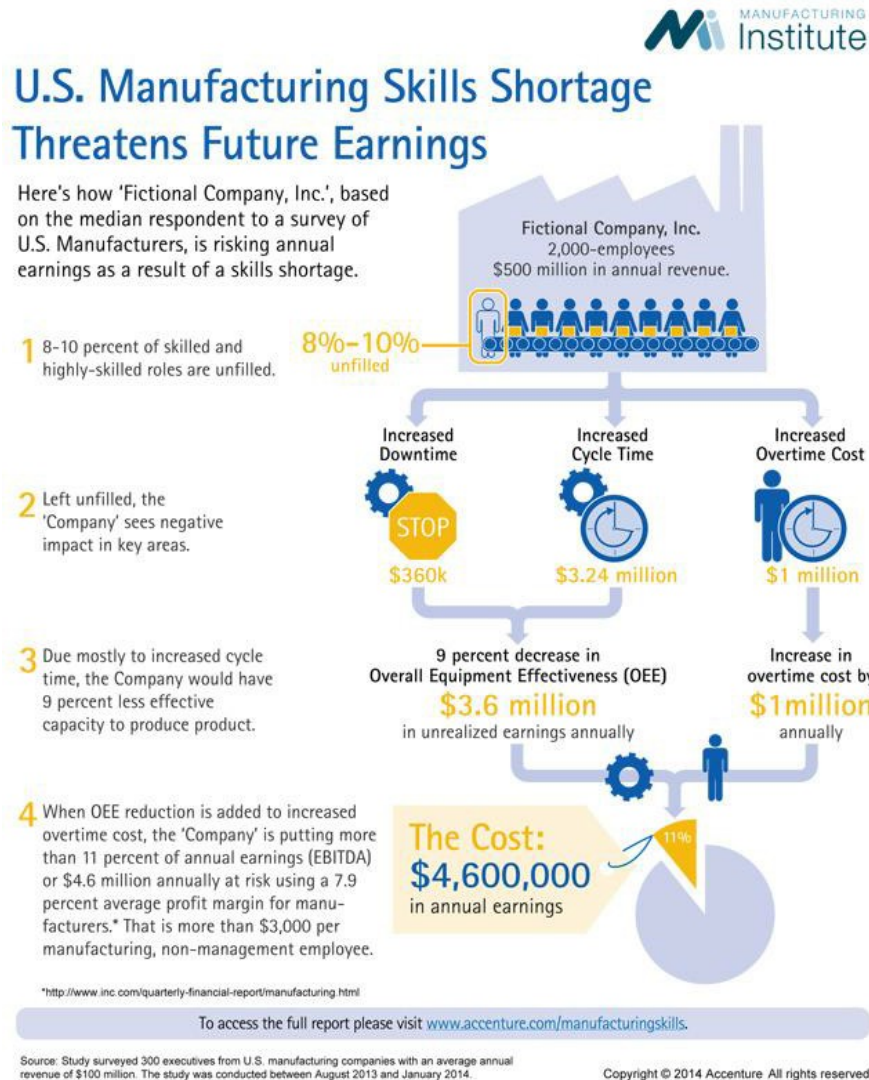 MANUFACTURING
Institute
U.S. Manufacturing Skills Shortage
Threatens Future Earnings
Here's how 'Fictional Company, Inc.', based
on the median respondent to a survey of
U.S. Manufacturers, is risking annual
earnings as a result of a skills shortage.
Fictional Company, Inc.
2,000-employees
$500 million in annual revenue.
1 8-10 percent of skilled and
highly-skilled roles are unfilled.
8%-10%
unfilled
Increased
Downtime
Increased
Cycle Time
Increased
Overtime Cost
2 Left unfilled, the
'Company' sees negative
impact in key areas.
STOP
$360k
$3.24 million
$1 million
3 Due mostly to increased cycle
time, the Company would have
9 percent less effective
capacity to produce product.
9 percent decrease in
Overall Equipment Effectiveness (OEE)
$3.6 million
in unrealized earnings annually
Increase in
overtime cost by
$1million
annually
4 When OEE reduction is added to increased
overtime cost, the 'Company' is putting more
than 11 percent of annual earnings (EBITDA)
or $4.6 million annually at risk using a 7.9
percent average profit margin for manu-
facturers.* That is more than $3,000 per
manufacturing, non-management employee.
The Cost:
$4,600,000
in annual earnings
11%
*http://www.inc.com/quarterly-financial-report/manufacturing.html
To access the full report please visit www.accenture.com/manufacturingskills.
Source: Study surveyed 300 executives from U.S. manufacturing companies with an average annual
revenue of $100 million. The study was conducted between August 2013 and January 2014.
Copyright © 2014 Accenture All rights reserved